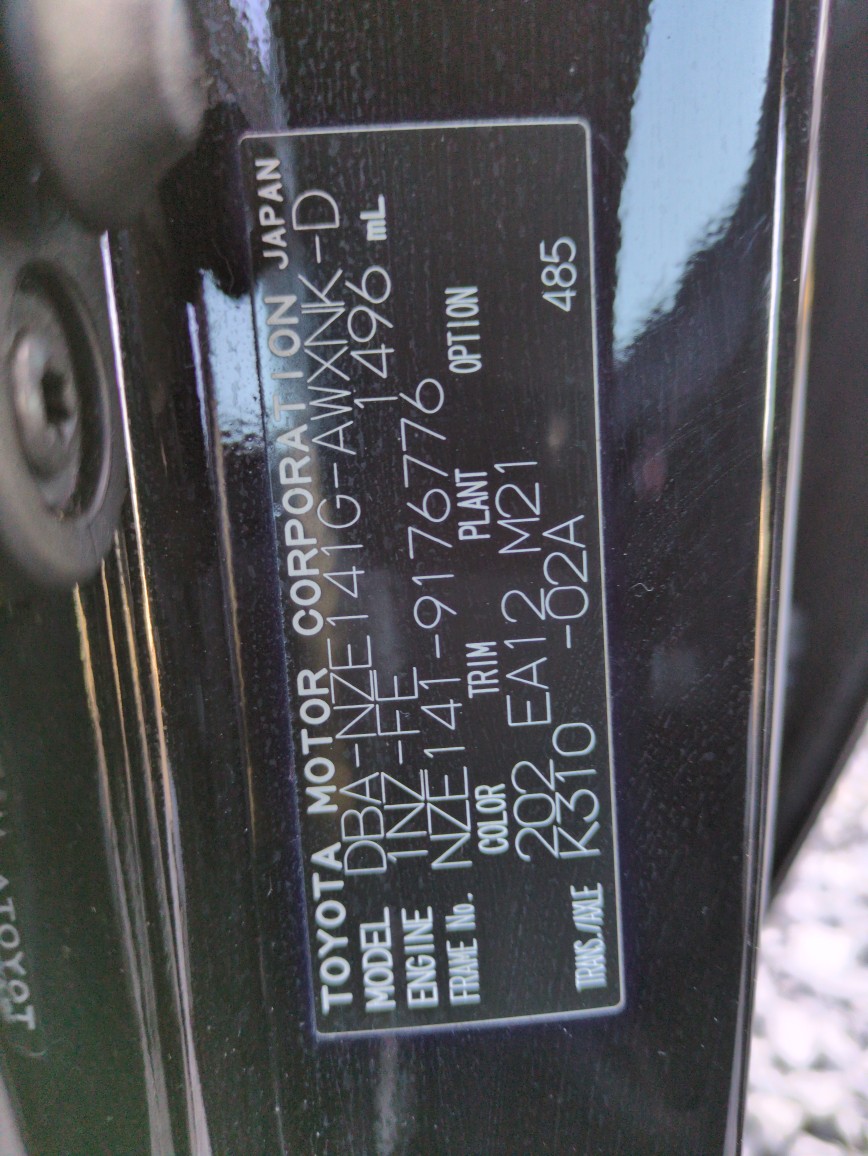 TOYOTA MOTOR CORPORATION JAPAN
MODEL DBA-NZE141G-AWXNK-D
ENGINE 1NZ-FE 1496 mL
FRAME No. NZE141-9176776
COLOR TRIM PLANT OPTION
202 EA12 M21
TRANS./AXLE K310 -02A 485